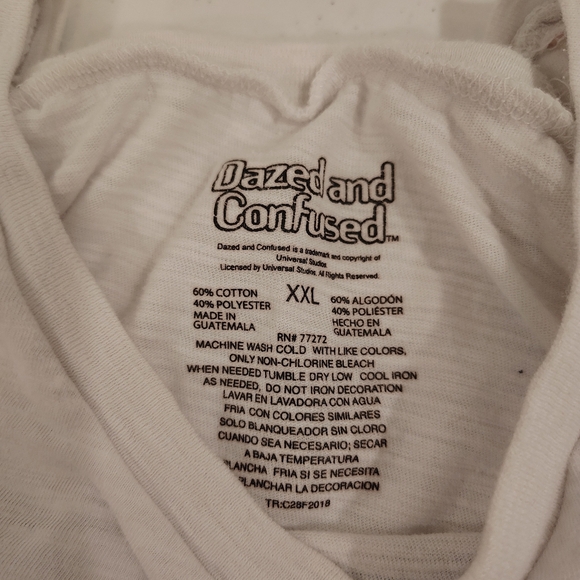 Dazed and
Confused™
Dazed and Confused is a trademark and copyright of
Universal Studios.
Licensed by Universal Studios. All Rights Reserved.
60% COTTON
40% POLYESTER
MADE IN
GUATEMALA
XXL
60% ALGODÓN
40% POLIÉSTER
HECHO EN
GUATEMALA
RN# 77272
MACHINE WASH COLD WITH LIKE COLORS,
ONLY NON-CHLORINE BLEACH
WHEN NEEDED TUMBLE DRY LOW COOL IRON
AS NEEDED, DO NOT IRON DECORATION
LAVAR EN LAVADORA CON AGUA
FRIA CON COLORES SIMILARES
SOLO BLANQUEADOR SIN CLORO
CUANDO SEA NECESARIO; SECAR
A BAJA TEMPERATURA
PLANCHA FRIA SI SE NECESITA
PLANCHAR LA DECORACION
TR:C28F2018